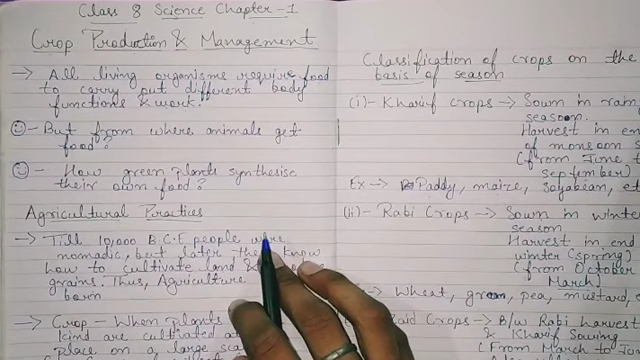 Class 8 Science Chapter-1
Crop Production & Management
→ All living organisms require food
to carry out different body
functions & work.
- But from where animals get
food?
- How green plants synthesise
their own food?
Agricultural Practices
→ Till 10,000 B.C.E people were
nomadic, but later they know
how to cultivate land &
grains. Thus, Agriculture
born
→ Crop - When plants
kind are cultivated at
place on a large
Classification of crops on the
basis of season
(i)- Kharif crops → Sown in rain
season.
Harvest in end
of monsoon s
(from June t
september)
Ex → Paddy, maize, soyabean, et
(ii)- Rabi Crops → Sown in winter
season
Harvest in end
winter (spring)
(from October
March)
→ Wheat, gram, pea, mustard,
Zaid Crops → B/w Rabi harvest
& Kharif Sowing
(From March to